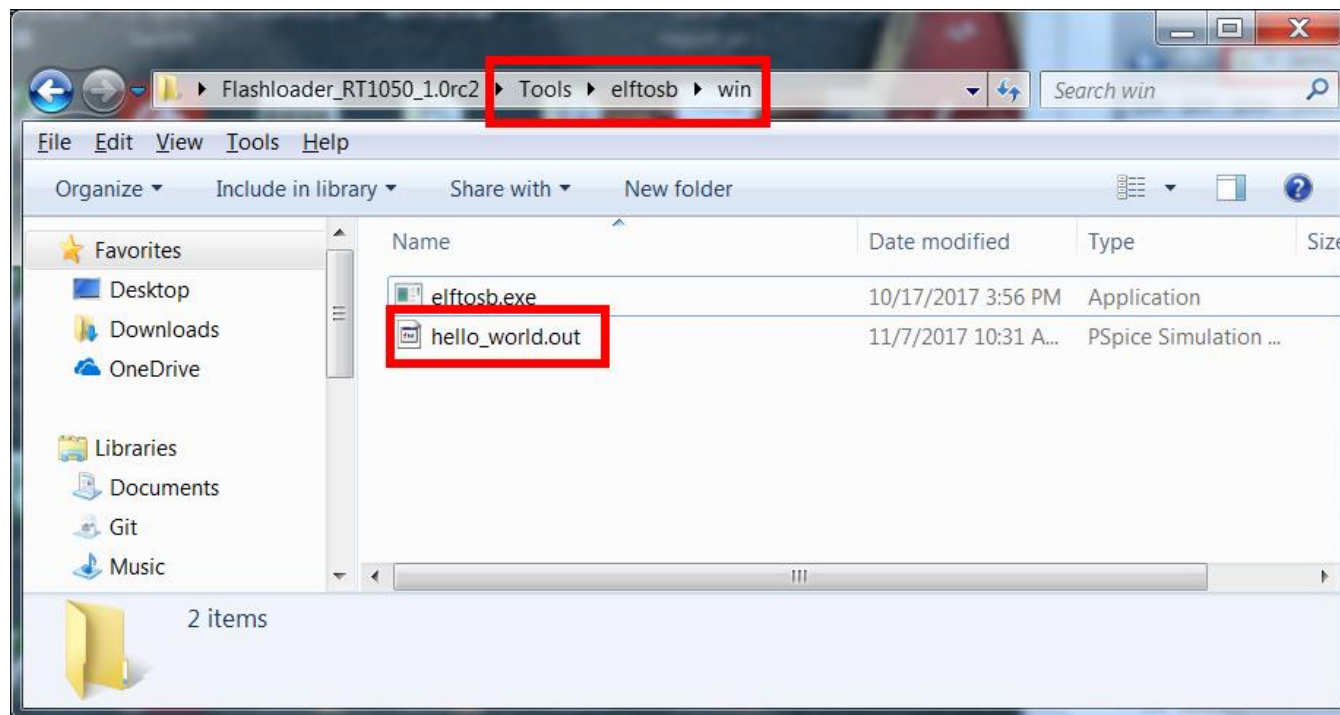 Flashloader_RT1050_1.0rc2 Tools elftosb win Search win
File Edit View Tools Help
Organize Include in library Share with New folder
Favorites
Desktop
Downloads
OneDrive
Libraries
Documents
Git
Music
Name Date modified Type Size
elftosb.exe 10/17/2017 3:56 PM Application
hello_world.out 11/7/2017 10:31 A... PSpice Simulation ...
2 items